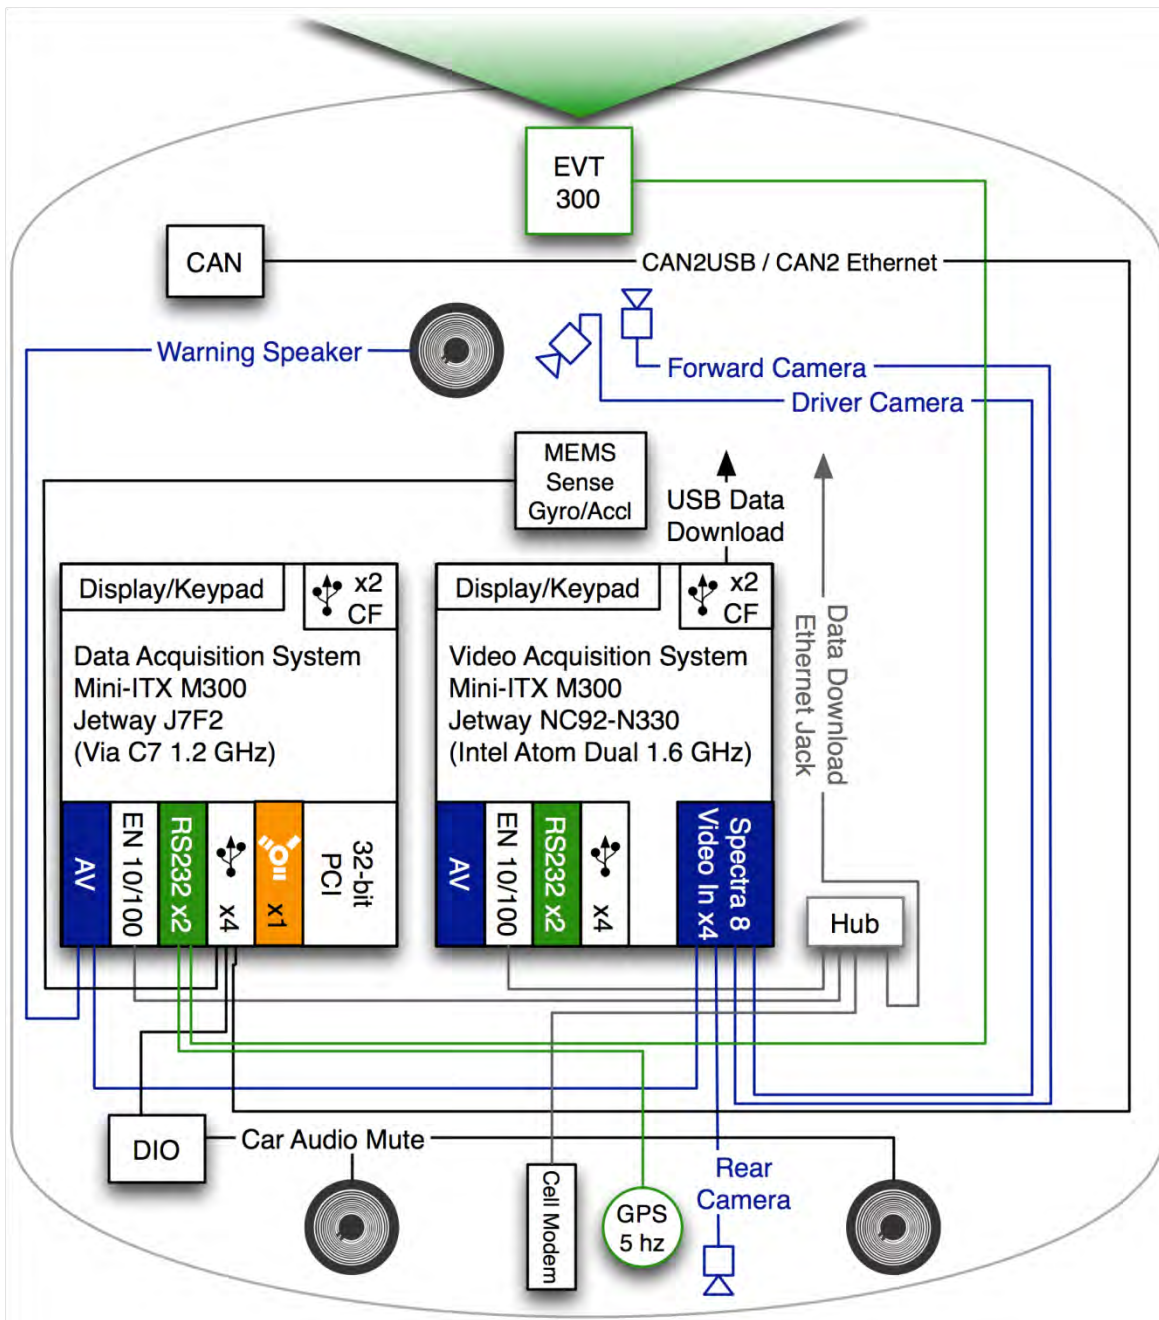 EVT
300
CAN
CAN2USB / CAN2 Ethernet
Warning Speaker
Forward Camera
Driver Camera
MEMS
Sense
Gyro/Accl
USB Data
Download
Data Download
Ethernet Jack
Display/Keypad
x2
CF
Data Acquisition System
Mini-ITX M300
Jetway J7F2
(Via C7 1.2 GHz)
AV
EN 10/100
RS232 x2
x4
x1
32-bit
PCI
Display/Keypad
x2
CF
Video Acquisition System
Mini-ITX M300
Jetway NC92-N330
(Intel Atom Dual 1.6 GHz)
AV
EN 10/100
RS232 x2
x4
Spectra 8
Video In x4
Hub
DIO
Car Audio Mute
Cell Modem
GPS
5 hz
Rear
Camera